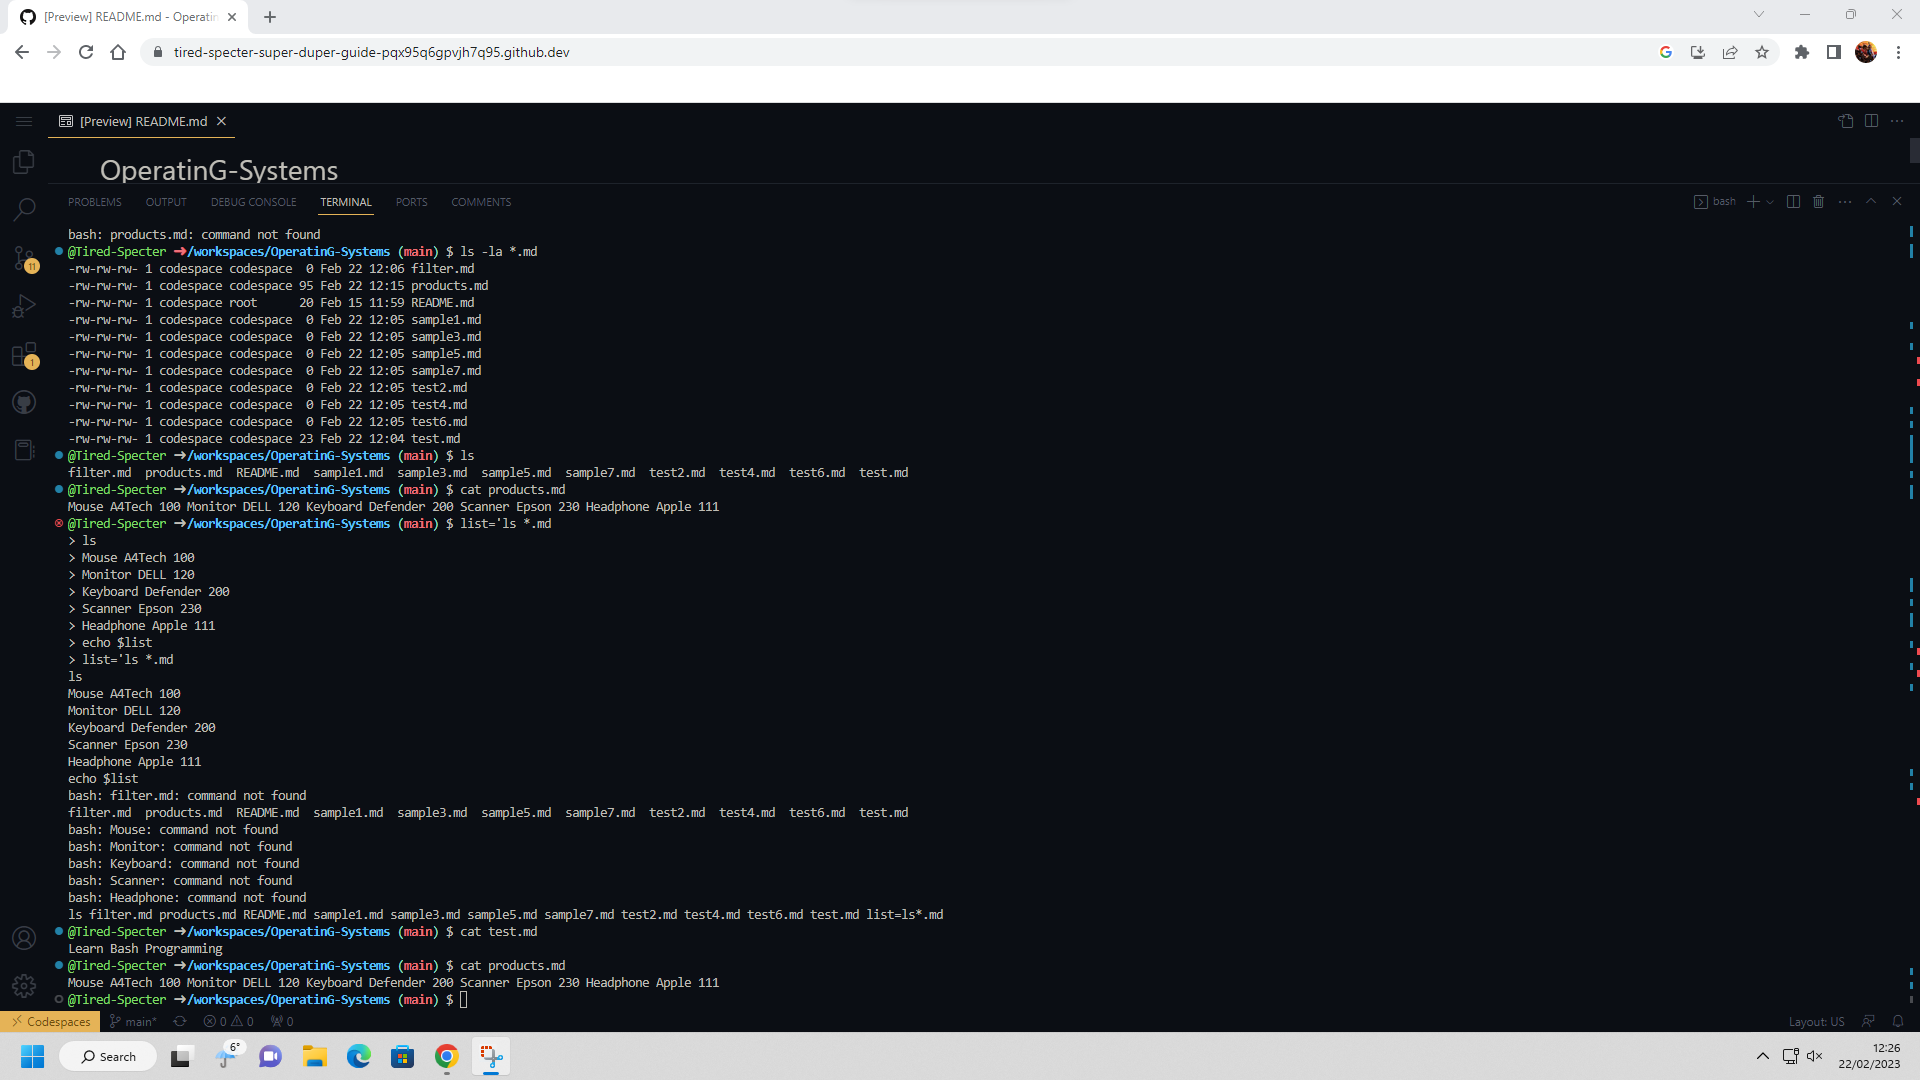 [Preview] README.md - Operatin
tired-specter-super-duper-guide-pqx95q6gpvjh7q95.github.dev
[Preview] README.md
OperatinG-Systems
PROBLEMS OUTPUT DEBUG CONSOLE TERMINAL PORTS COMMENTS bash
bash: products.md: command not found
@Tired-Specter ➜/workspaces/OperatinG-Systems (main) $ ls -la *.md
-rw-rw-rw- 1 codespace codespace  0 Feb 22 12:06 filter.md
-rw-rw-rw- 1 codespace codespace 95 Feb 22 12:15 products.md
-rw-rw-rw- 1 codespace root      20 Feb 15 11:59 README.md
-rw-rw-rw- 1 codespace codespace  0 Feb 22 12:05 sample1.md
-rw-rw-rw- 1 codespace codespace  0 Feb 22 12:05 sample3.md
-rw-rw-rw- 1 codespace codespace  0 Feb 22 12:05 sample5.md
-rw-rw-rw- 1 codespace codespace  0 Feb 22 12:05 sample7.md
-rw-rw-rw- 1 codespace codespace  0 Feb 22 12:05 test2.md
-rw-rw-rw- 1 codespace codespace  0 Feb 22 12:05 test4.md
-rw-rw-rw- 1 codespace codespace  0 Feb 22 12:05 test6.md
-rw-rw-rw- 1 codespace codespace 23 Feb 22 12:04 test.md
@Tired-Specter ➜/workspaces/OperatinG-Systems (main) $ ls
filter.md  products.md  README.md  sample1.md  sample3.md  sample5.md  sample7.md  test2.md  test4.md  test6.md  test.md
@Tired-Specter ➜/workspaces/OperatinG-Systems (main) $ cat products.md
Mouse A4Tech 100 Monitor DELL 120 Keyboard Defender 200 Scanner Epson 230 Headphone Apple 111
@Tired-Specter ➜/workspaces/OperatinG-Systems (main) $ list='ls *.md
> ls
> Mouse A4Tech 100
> Monitor DELL 120
> Keyboard Defender 200
> Scanner Epson 230
> Headphone Apple 111
> echo $list
> list='ls *.md
ls
Mouse A4Tech 100
Monitor DELL 120
Keyboard Defender 200
Scanner Epson 230
Headphone Apple 111
echo $list
bash: filter.md: command not found
filter.md  products.md  README.md  sample1.md  sample3.md  sample5.md  sample7.md  test2.md  test4.md  test6.md  test.md
bash: Mouse: command not found
bash: Monitor: command not found
bash: Keyboard: command not found
bash: Scanner: command not found
bash: Headphone: command not found
ls filter.md products.md README.md sample1.md sample3.md sample5.md sample7.md test2.md test4.md test6.md test.md list=ls*.md
@Tired-Specter ➜/workspaces/OperatinG-Systems (main) $ cat test.md
Learn Bash Programming
@Tired-Specter ➜/workspaces/OperatinG-Systems (main) $ cat products.md
Mouse A4Tech 100 Monitor DELL 120 Keyboard Defender 200 Scanner Epson 230 Headphone Apple 111
@Tired-Specter ➜/workspaces/OperatinG-Systems (main) $
11
1
Codespaces main* 0 0 0 Layout: US
Search 6° 12:26
22/02/2023